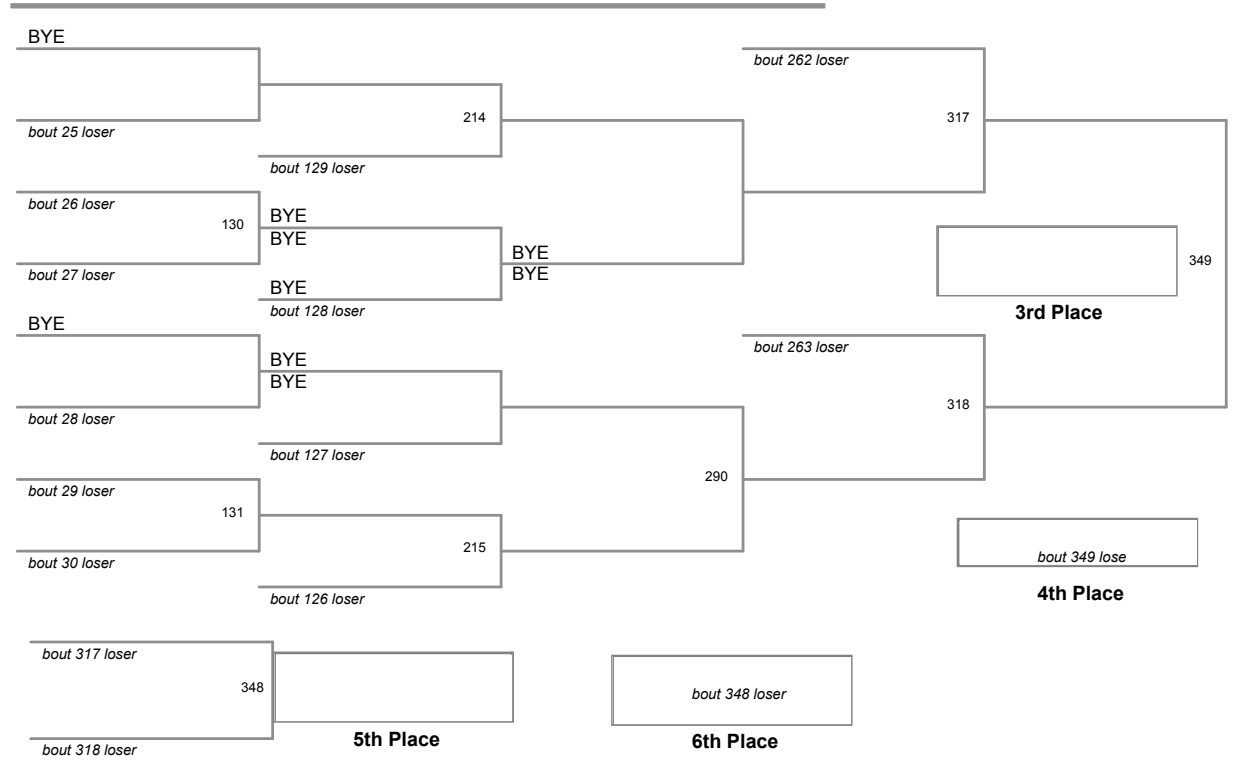 BYE
bout 262 loser
214
317
bout 25 loser
bout 129 loser
bout 26 loser
130
BYE
BYE
BYE
349
bout 27 loser
BYE
BYE
bout 128 loser
3rd Place
BYE
bout 263 loser
BYE
BYE
318
bout 28 loser
bout 127 loser
290
bout 29 loser
131
215
bout 349 lose
bout 30 loser
4th Place
bout 126 loser
bout 317 loser
348
bout 348 loser
5th Place
6th Place
bout 318 loser